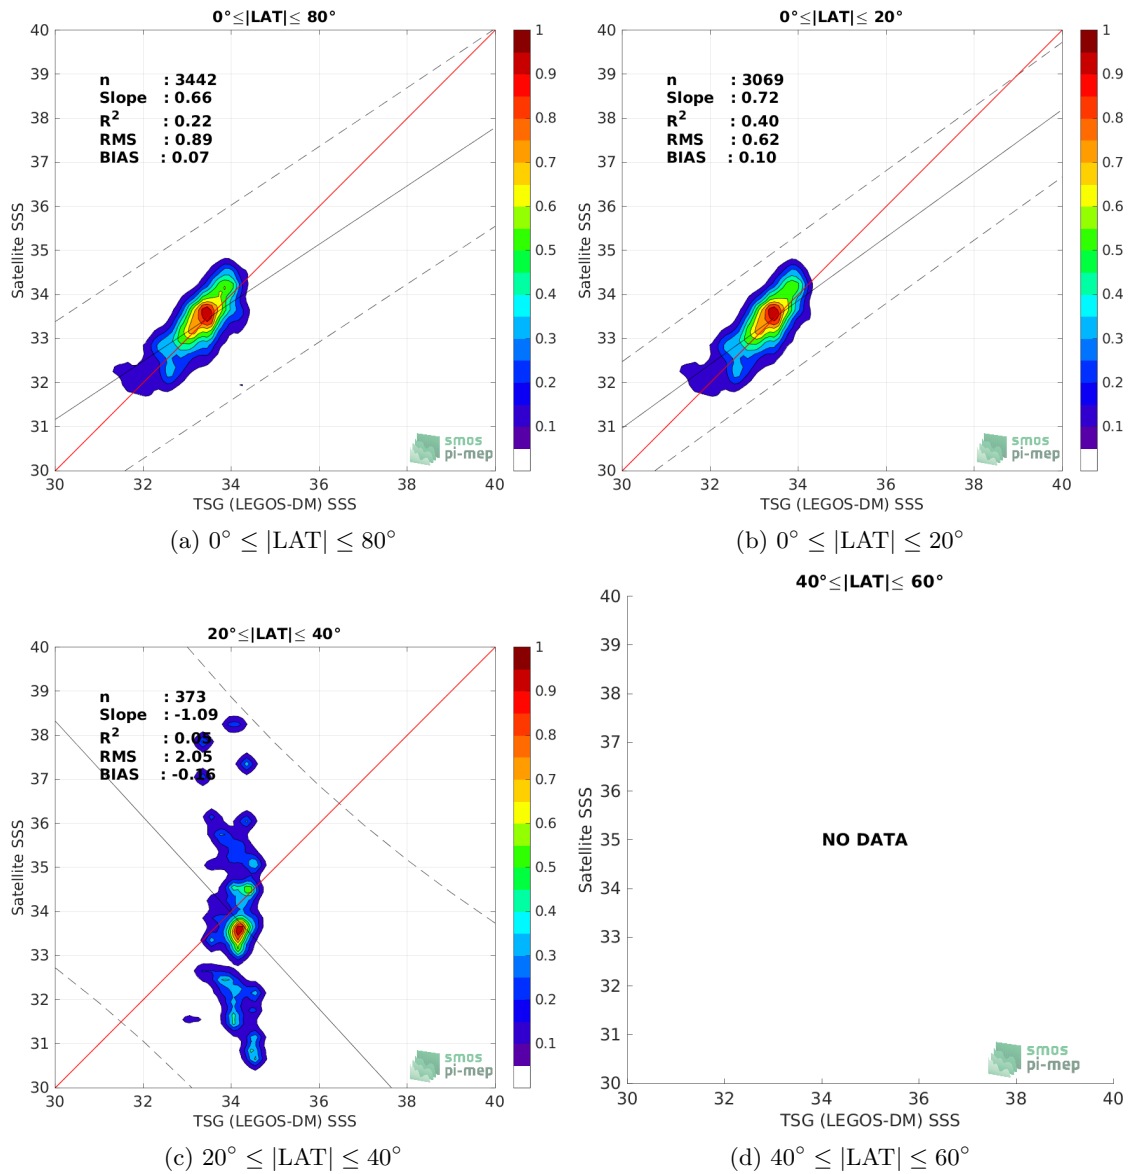 0°≤|LAT|≤ 80°
40
39
38
37
36
35
34
33
32
31
30
Satellite SSS
n : 3442
Slope : 0.66
R² : 0.22
RMS : 0.89
BIAS : 0.07
1
0.9
0.8
0.7
0.6
0.5
0.4
0.3
0.2
0.1
smos
pi-mep
30 32 34 36 38 40
TSG (LEGOS-DM) SSS
(a) 0° ≤ |LAT| ≤ 80°
0°≤|LAT|≤ 20°
40
39
38
37
36
35
34
33
32
31
30
Satellite SSS
n : 3069
Slope : 0.72
R² : 0.40
RMS : 0.62
BIAS : 0.10
1
0.9
0.8
0.7
0.6
0.5
0.4
0.3
0.2
0.1
smos
pi-mep
30 32 34 36 38 40
TSG (LEGOS-DM) SSS
(b) 0° ≤ |LAT| ≤ 20°
20°≤|LAT|≤ 40°
40
39
38
37
36
35
34
33
32
31
30
Satellite SSS
n : 373
Slope : -1.09
R² : 0.05
RMS : 2.05
BIAS : -0.16
1
0.9
0.8
0.7
0.6
0.5
0.4
0.3
0.2
0.1
smos
pi-mep
30 32 34 36 38 40
TSG (LEGOS-DM) SSS
(c) 20° ≤ |LAT| ≤ 40°
40°≤|LAT|≤ 60°
40
39
38
37
36
35
34
33
32
31
30
Satellite SSS
NO DATA
smos
pi-mep
30 32 34 36 38 40
TSG (LEGOS-DM) SSS
(d) 40° ≤ |LAT| ≤ 60°